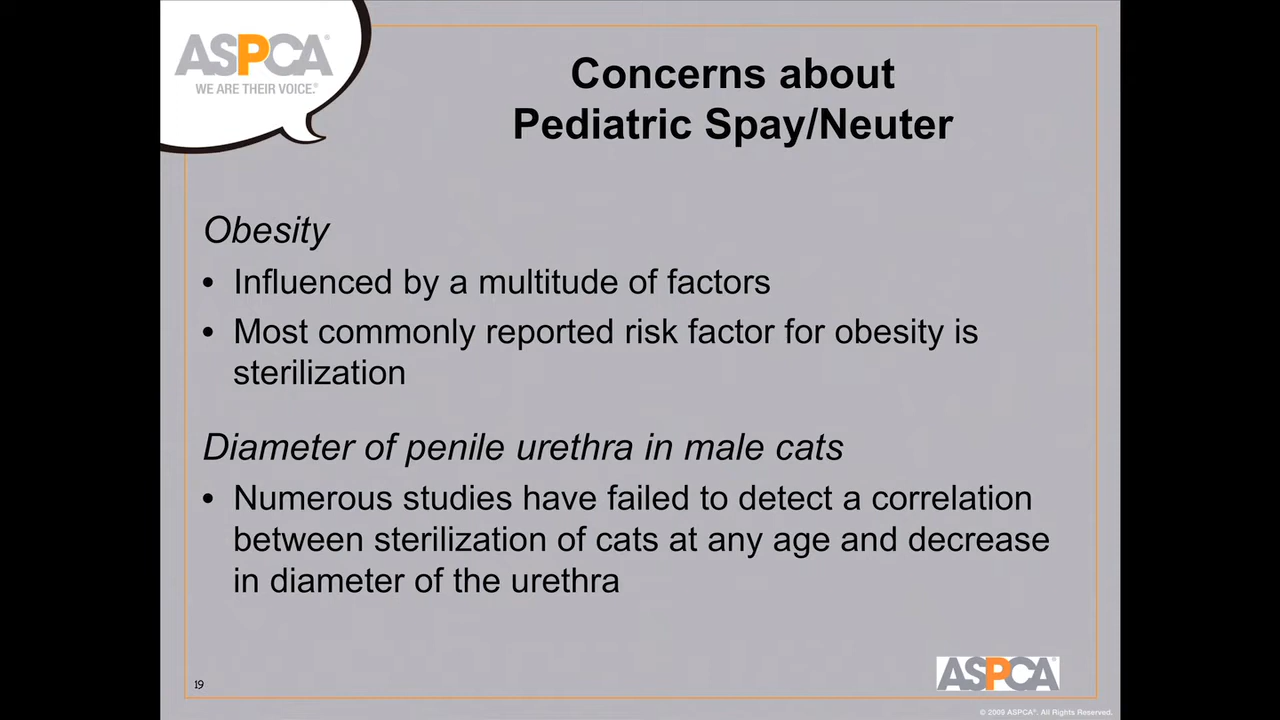 ASPCA®
WE ARE THEIR VOICE.®
Concerns about
Pediatric Spay/Neuter
Obesity
• Influenced by a multitude of factors
• Most commonly reported risk factor for obesity is
sterilization
Diameter of penile urethra in male cats
• Numerous studies have failed to detect a correlation
between sterilization of cats at any age and decrease
in diameter of the urethra
19
ASPCA®
© 2009 ASPCA®. All Rights Reserved.